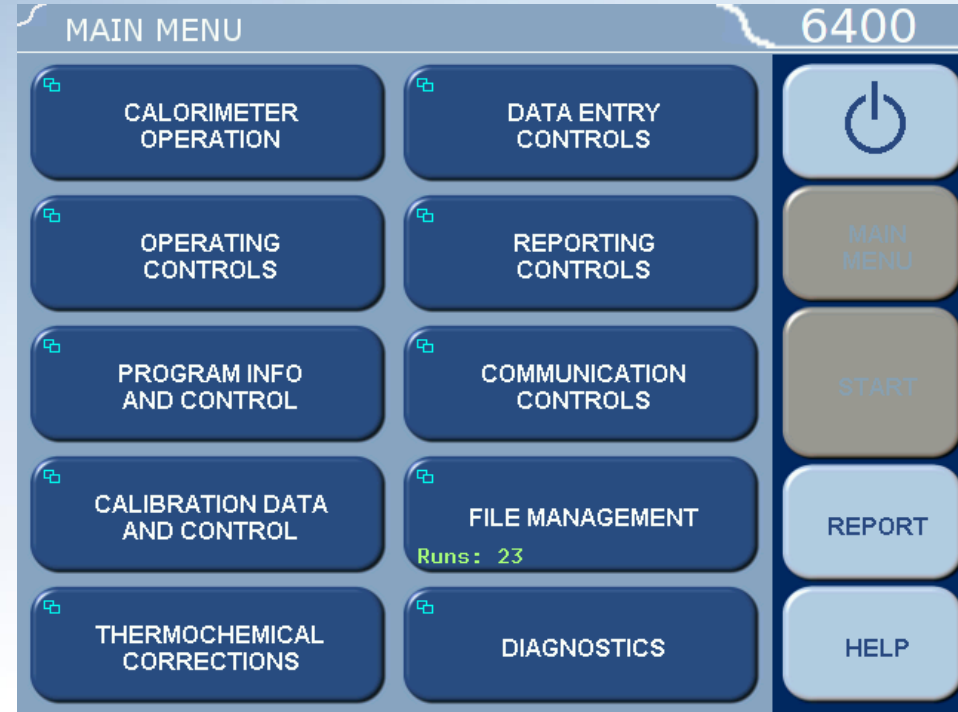 MAIN MENU
6400
CALORIMETER
OPERATION
DATA ENTRY
CONTROLS
OPERATING
CONTROLS
REPORTING
CONTROLS
MAIN
MENU
PROGRAM INFO
AND CONTROL
COMMUNICATION
CONTROLS
START
CALIBRATION DATA
AND CONTROL
FILE MANAGEMENT
Runs: 23
REPORT
THERMOCHEMICAL
CORRECTIONS
DIAGNOSTICS
HELP